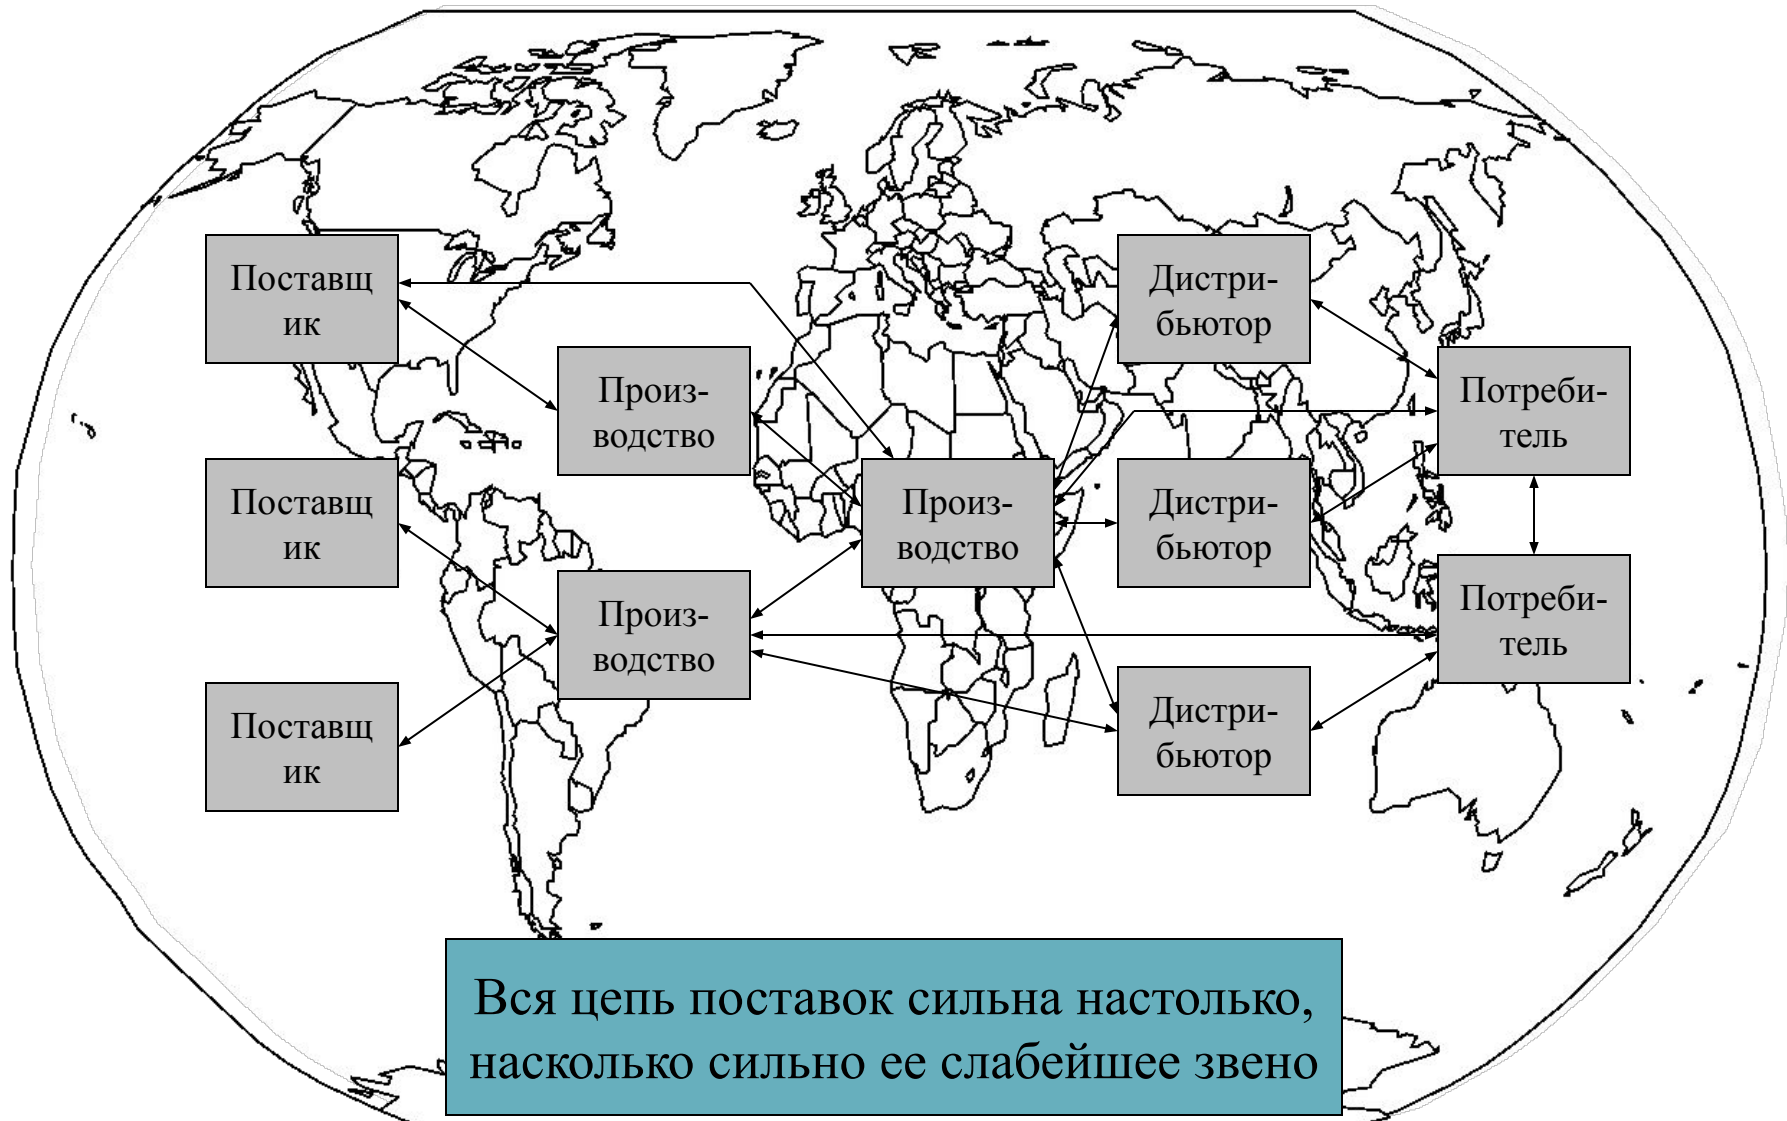 Поставщ
ик
Дистри-
бьютор
Произ-
водство
Потреби-
тель
Поставщ
ик
Произ-
водство
Дистри-
бьютор
Произ-
водство
Потреби-
тель
Поставщ
ик
Дистри-
бьютор
Вся цепь поставок сильна настолько,
насколько сильно ее слабейшее звено